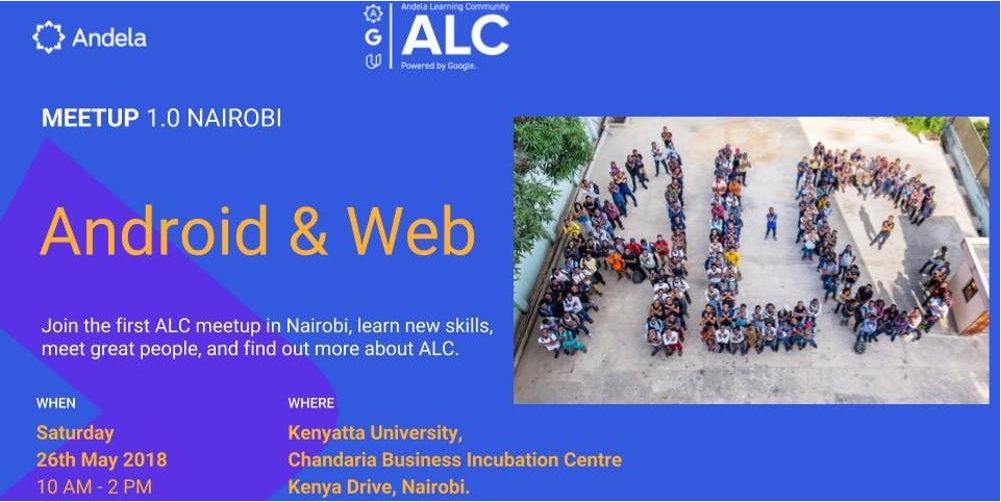 Andela
Andela Learning Community
A
G
U
ALC
Powered by Google.
MEETUP 1.0 NAIROBI
Android & Web
Join the first ALC meetup in Nairobi, learn new skills,
meet great people, and find out more about ALC.
WHEN
Saturday
26th May 2018
10 AM - 2 PM
WHERE
Kenyatta University,
Chandaria Business Incubation Centre
Kenya Drive, Nairobi.